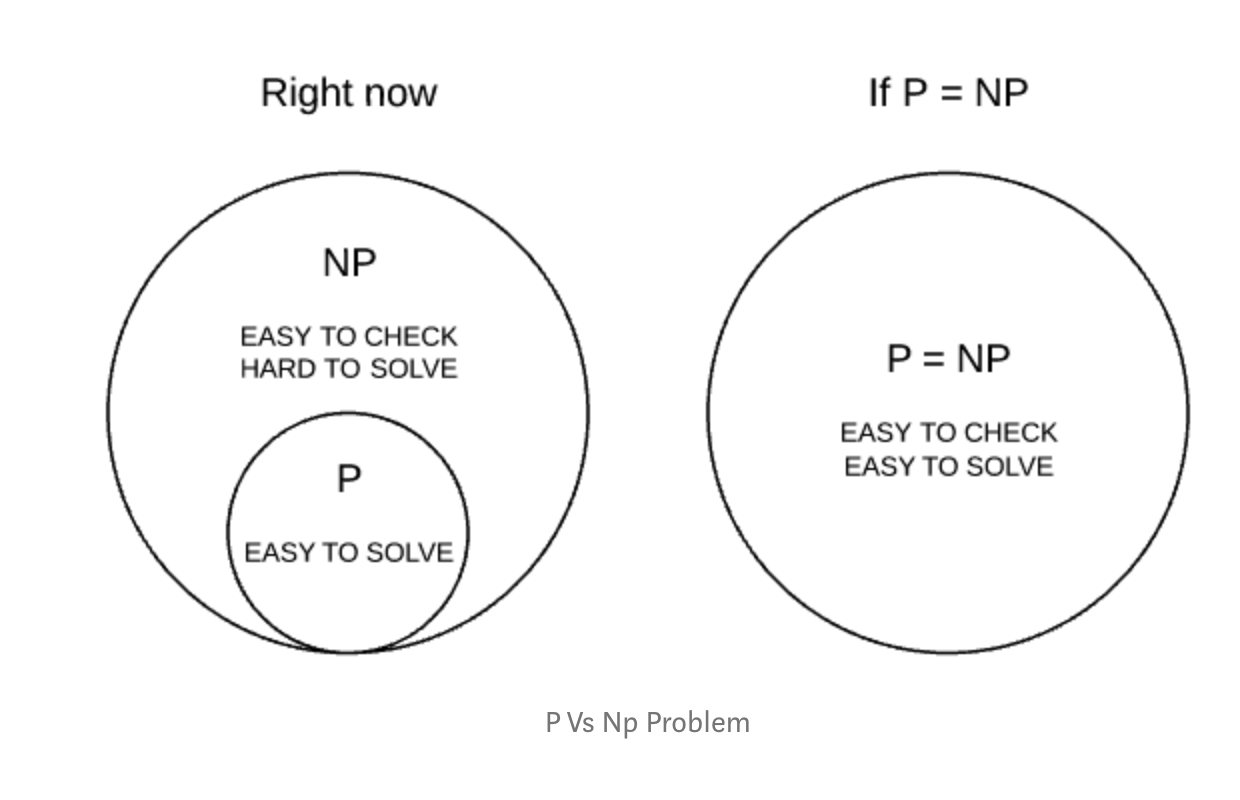 Right now
If P = NP
NP
EASY TO CHECK
HARD TO SOLVE
P
EASY TO SOLVE
P = NP
EASY TO CHECK
EASY TO SOLVE
P Vs Np Problem